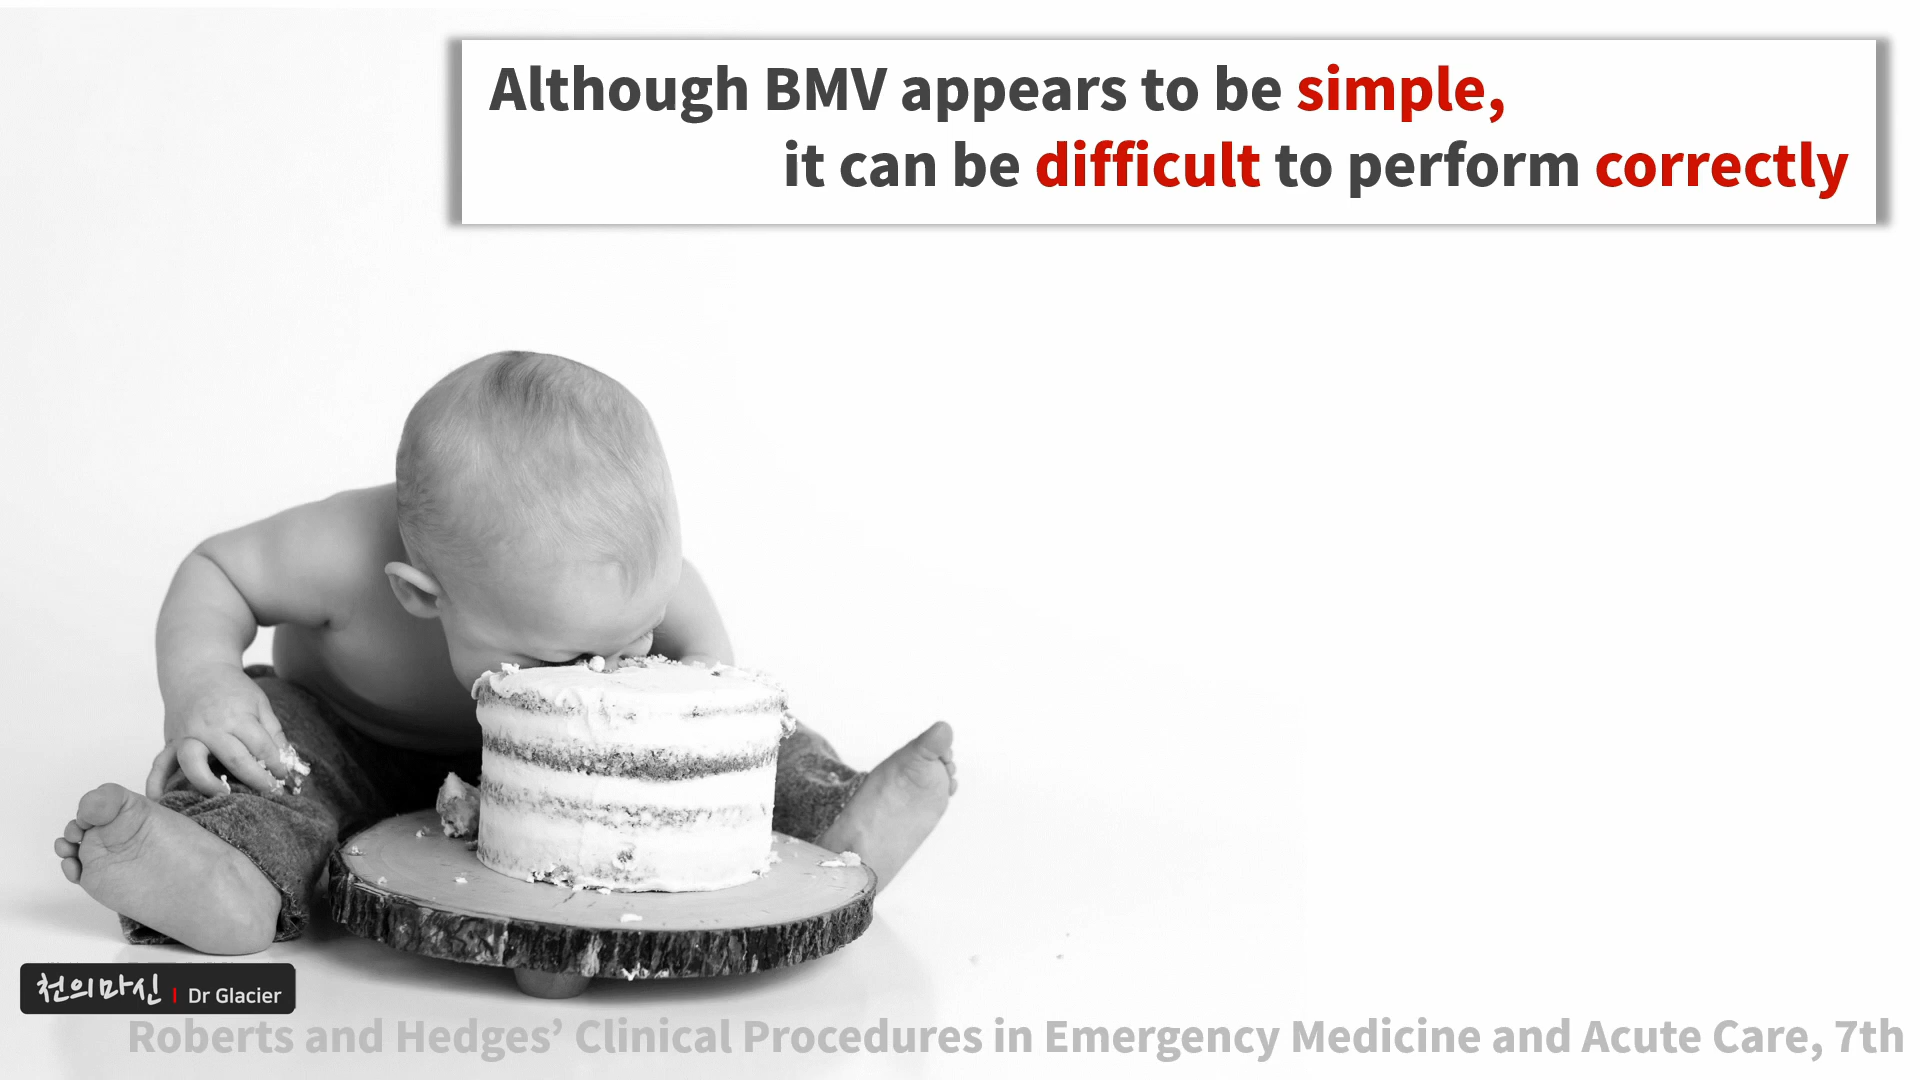 Although BMV appears to be simple,
it can be difficult to perform correctly
천의마신 | Dr Glacier
Roberts and Hedges’ Clinical Procedures in Emergency Medicine and Acute Care, 7th